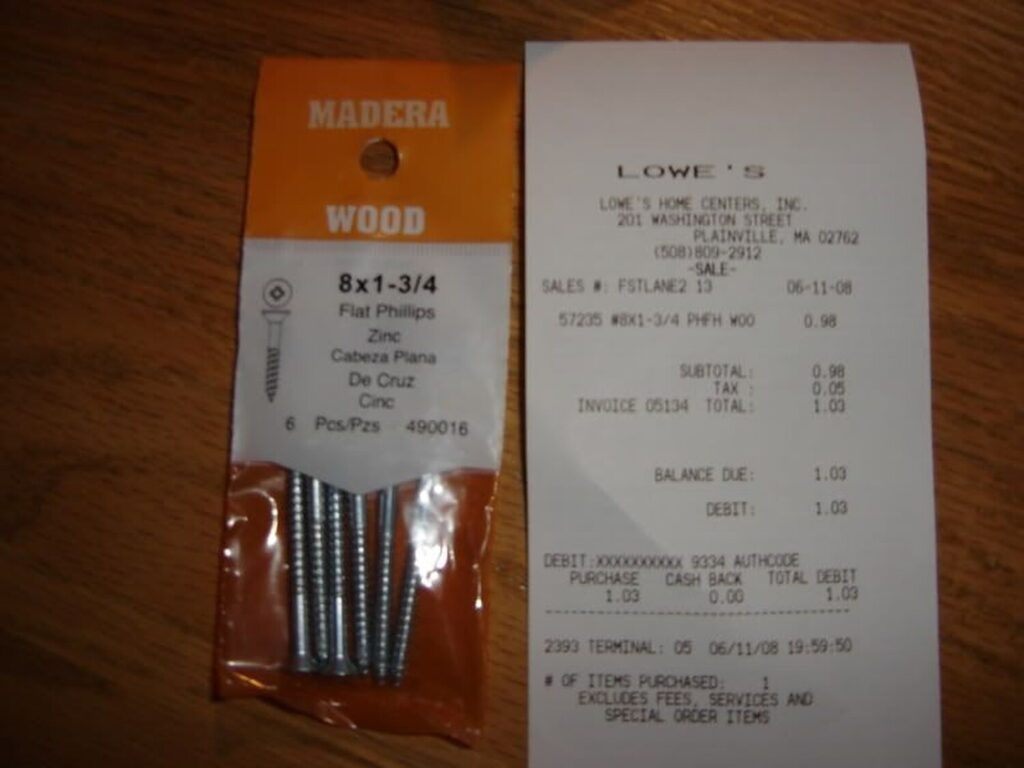 MADERA
WOOD
8x1-3/4
Flat Phillips
Zinc
Cabeza Plana
De Cruz
Cinc
6 Pcs/Pzs 490016
LOWE'S
LOWE'S HOME CENTERS, INC.
201 WASHINGTON STREET
PLAINVILLE, MA 02762
(508)809-2912
-SALE-
SALES #: FSTLANE2 13 06-11-08
57235 #8X1-3/4 PHFH WOO 0.98
SUBTOTAL: 0.98
TAX : 0.05
INVOICE 05134 TOTAL: 1.03
BALANCE DUE: 1.03
DEBIT: 1.03
DEBIT:XXXXXXXXXX 9334 AUTHCODE
PURCHASE CASH BACK TOTAL DEBIT
1.03 0.00 1.03
2393 TERMINAL: 05 06/11/08 19:59:50
# OF ITEMS PURCHASED: 1
EXCLUDES FEES, SERVICES AND
SPECIAL ORDER ITEMS